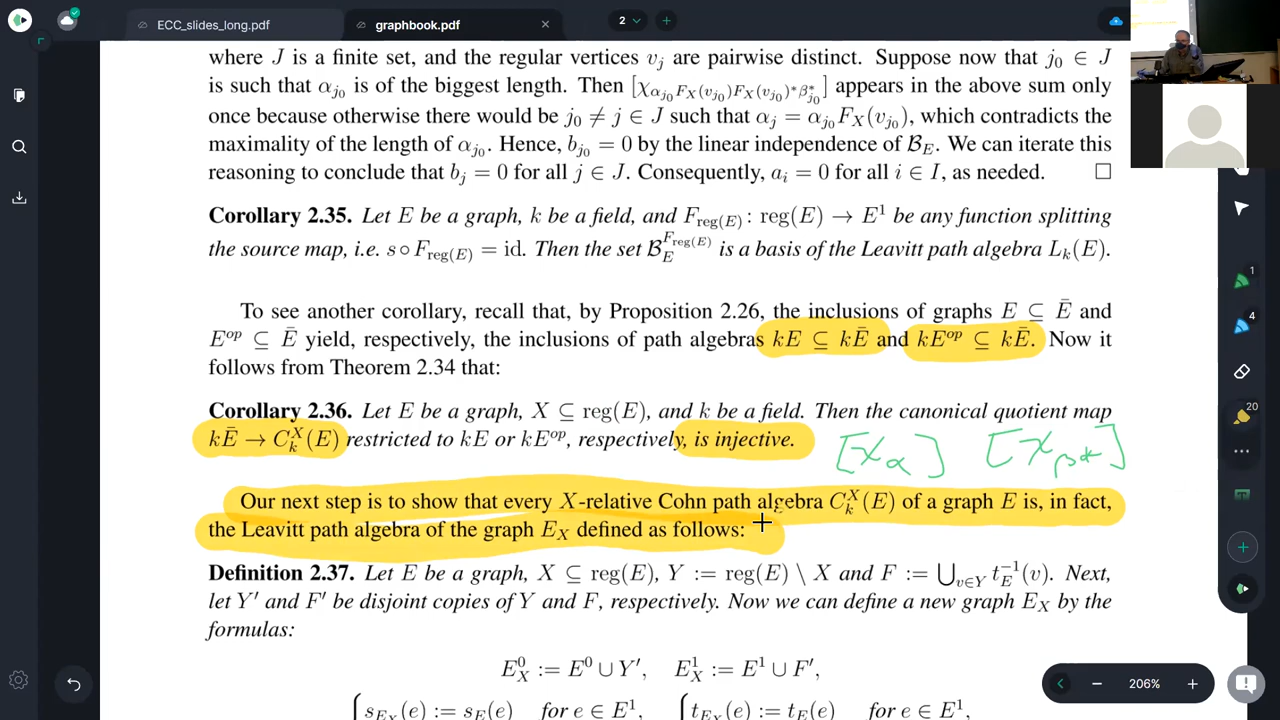 ECC_slides_long.pdf
graphbook.pdf
2
where J is a finite set, and the regular vertices v_j are pairwise distinct. Suppose now that j_0 ∈ J
is such that α_{j_0} is of the biggest length. Then [χ_{α_{j_0}F_X(v_{j_0})F_X(v_{j_0})*β*_{j_0}}] appears in the above sum only
once because otherwise there would be j_0 ≠ j ∈ J such that α_j = α_{j_0}F_X(v_{j_0}), which contradicts the
maximality of the length of α_{j_0}. Hence, b_{j_0} = 0 by the linear independence of 𝓑_E. We can iterate this
reasoning to conclude that b_j = 0 for all j ∈ J. Consequently, a_i = 0 for all i ∈ I, as needed. □
Corollary 2.35. Let E be a graph, k be a field, and F_{reg(E)} : reg(E) → E^1 be any function splitting
the source map, i.e. s ∘ F_{reg(E)} = id. Then the set 𝓑_E^{F_{reg(E)}} is a basis of the Leavitt path algebra L_k(E).
To see another corollary, recall that, by Proposition 2.26, the inclusions of graphs E ⊆ Ē and
E^{op} ⊆ Ē yield, respectively, the inclusions of path algebras kE ⊆ kĒ and kE^{op} ⊆ kĒ. Now it
follows from Theorem 2.34 that:
Corollary 2.36. Let E be a graph, X ⊆ reg(E), and k be a field. Then the canonical quotient map
kĒ → C_k^X(E) restricted to kE or kE^{op}, respectively, is injective.
[χ_α] [χ_{β*}]
Our next step is to show that every X-relative Cohn path algebra C_k^X(E) of a graph E is, in fact,
the Leavitt path algebra of the graph E_X defined as follows:
Definition 2.37. Let E be a graph, X ⊆ reg(E), Y := reg(E) \ X and F := ⋃_{v∈Y} t_E^{-1}(v). Next,
let Y′ and F′ be disjoint copies of Y and F, respectively. Now we can define a new graph E_X by the
formulas:
E_X^0 := E^0 ∪ Y′, E_X^1 := E^1 ∪ F′,
s_{E_X}(e) := s_E(e) for e ∈ E^1, t_{E_X}(e) := t_E(e) for e ∈ E^1,
1
4
20
206%